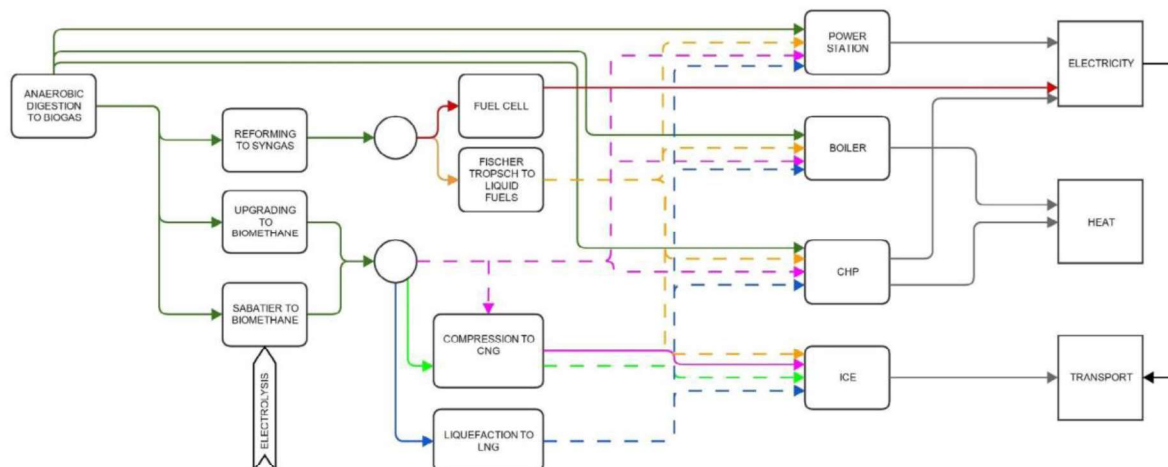 ANAEROBIC
DIGESTION
TO BIOGAS
REFORMING
TO SYNGAS
UPGRADING
TO
BIOMETHANE
SABATIER TO
BIOMETHANE
ELECTROLYSIS
FUEL CELL
FISCHER
TROPSCH TO
LIQUID
FUELS
COMPRESSION TO
CNG
LIQUEFACTION TO
LNG
POWER
STATION
BOILER
CHP
ICE
ELECTRICITY
HEAT
TRANSPORT